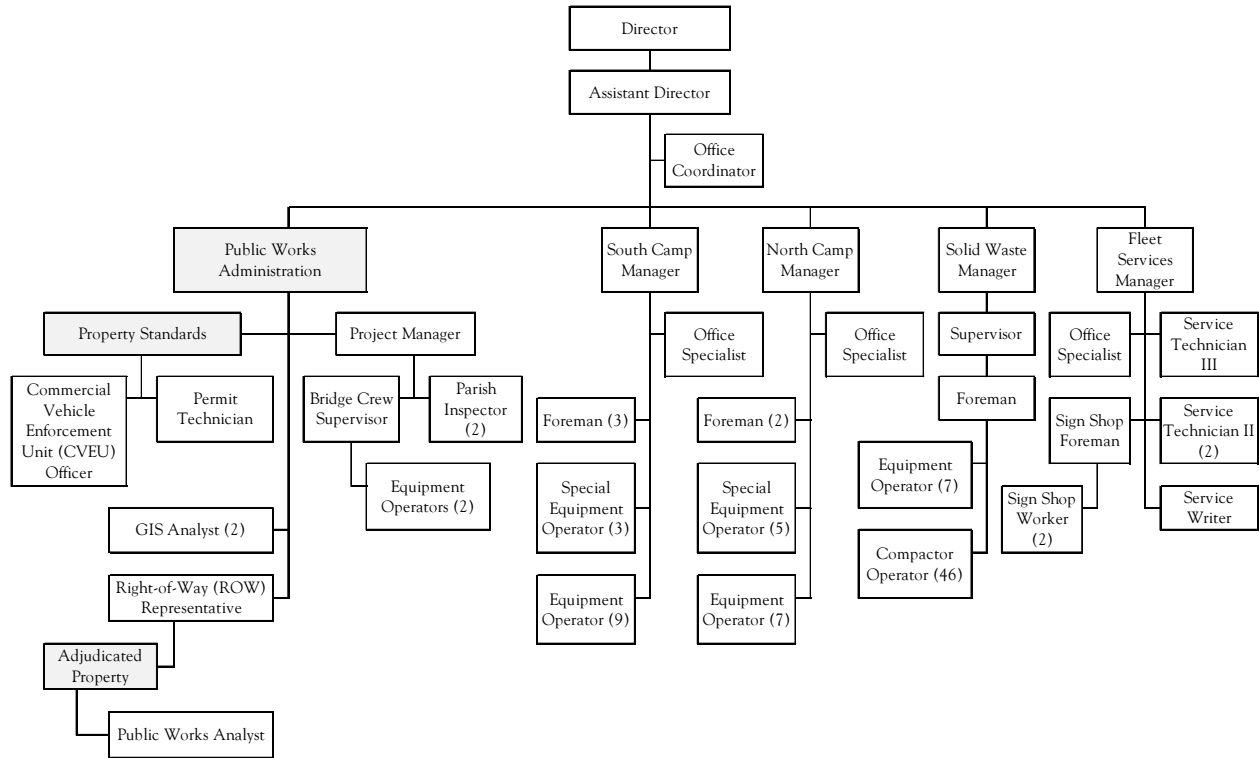 Director
Assistant Director
Office
Coordinator
Public Works
Administration
South Camp
Manager
North Camp
Manager
Solid Waste
Manager
Fleet
Services
Manager
Property Standards
Project Manager
Office
Specialist
Office
Specialist
Supervisor
Office
Specialist
Service
Technician
III
Commercial
Vehicle
Enforcement
Unit (CVEU)
Officer
Permit
Technician
Bridge Crew
Supervisor
Parish
Inspector
(2)
Foreman
Foreman (3)
Foreman (2)
Sign Shop
Foreman
Service
Technician II
(2)
Equipment
Operators (2)
Special
Equipment
Operator (3)
Special
Equipment
Operator (5)
Equipment
Operator (7)
Sign Shop
Worker
(2)
Service
Writer
GIS Analyst (2)
Compactor
Operator (46)
Right-of-Way (ROW)
Representative
Equipment
Operator (9)
Equipment
Operator (7)
Adjudicated
Property
Public Works Analyst